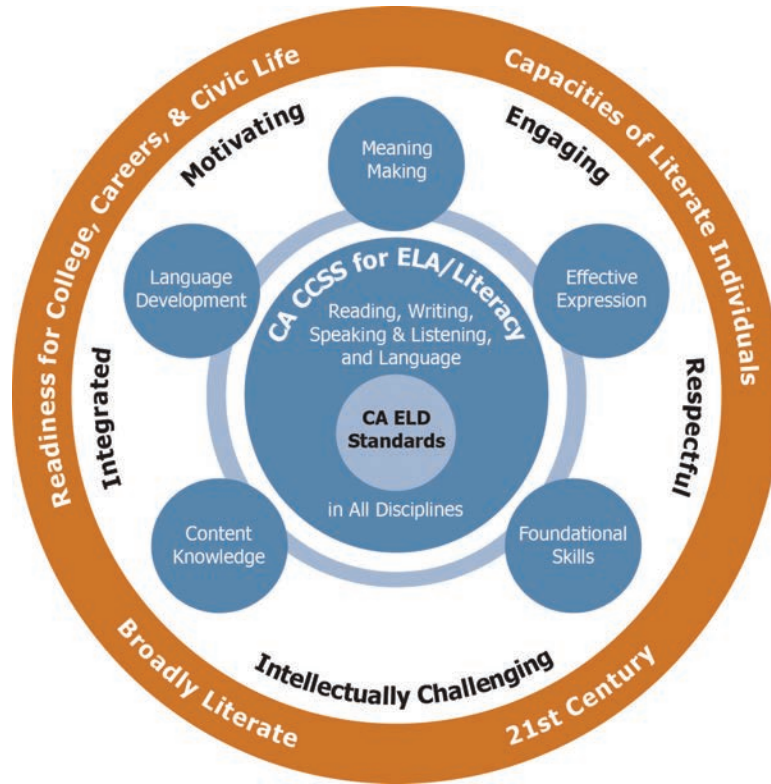 Readiness for College, Careers, & Civic Life
Capacities of Literate Individuals
Motivating
Engaging
Meaning
Making
Language
Development
Effective
Expression
CA CCSS for ELA/Literacy
Reading, Writing,
Speaking & Listening,
and Language
CA ELD
Standards
in All Disciplines
Integrated
Respectful
Content
Knowledge
Foundational
Skills
Intellectually Challenging
Broadly Literate
21st Century